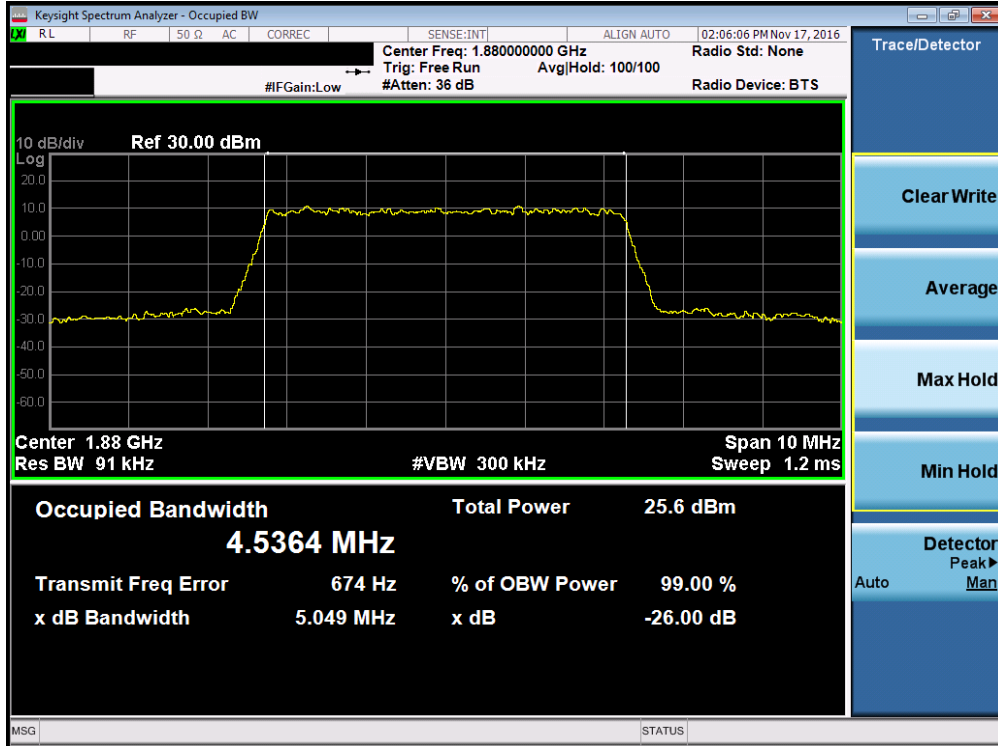 Keysight Spectrum Analyzer - Occupied BW
LXI RL RF 50 Ω AC CORREC SENSE:INT ALIGN AUTO 02:06:06 PM Nov 17, 2016
Center Freq: 1.880000000 GHz Radio Std: None
Trig: Free Run Avg|Hold: 100/100
#IFGain:Low #Atten: 36 dB Radio Device: BTS
10 dB/div Ref 30.00 dBm
Log
20.0
10.0
0.00
-10.0
-20.0
-30.0
-40.0
-50.0
-60.0
Center 1.88 GHz Span 10 MHz
Res BW 91 kHz #VBW 300 kHz Sweep 1.2 ms
Occupied Bandwidth Total Power 25.6 dBm
4.5364 MHz
Transmit Freq Error 674 Hz % of OBW Power 99.00 %
x dB Bandwidth 5.049 MHz x dB -26.00 dB
MSG STATUS
Trace/Detector
Clear Write
Average
Max Hold
Min Hold
Detector
Peak▶
Auto Man